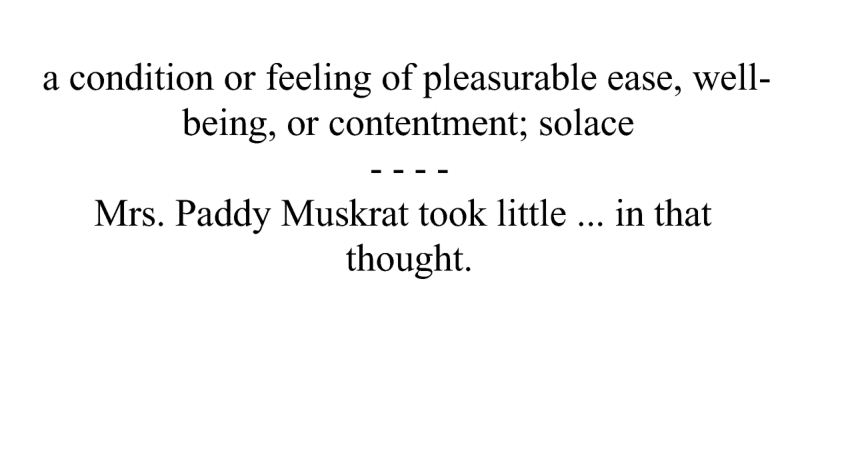 a condition or feeling of pleasurable ease, well-
being, or contentment; solace
- - - -
Mrs. Paddy Muskrat took little ... in that
thought.